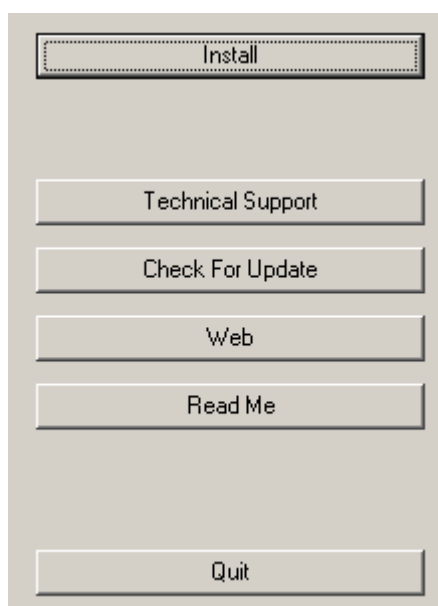 Install
Technical Support
Check For Update
Web
Read Me
Quit